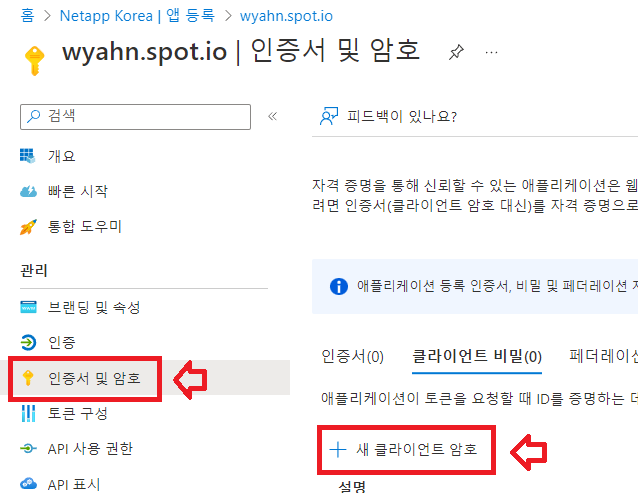 홈 > Netapp Korea | 앱 등록 > wyahn.spot.io
wyahn.spot.io | 인증서 및 암호
검색
피드백이 있나요?
개요
빠른 시작
통합 도우미
관리
브랜딩 및 속성
인증
인증서 및 암호
토큰 구성
API 사용 권한
API 표시
자격 증명을 통해 신뢰할 수 있는 애플리케이션은 웹
려면 인증서(클라이언트 암호 대신)를 자격 증명으로
애플리케이션 등록 인증서, 비밀 및 페더레이션 자
인증서(0) 클라이언트 비밀(0) 페더레이션
애플리케이션이 토큰을 요청할 때 ID를 증명하는 데
새 클라이언트 암호
설명